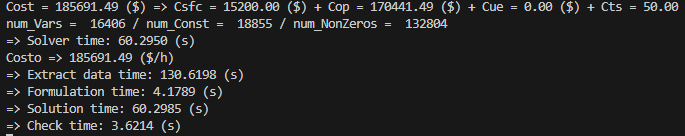 Cost = 185691.49 ($) => Csfc = 15200.00 ($) + Cop = 170441.49 ($) + Cue = 0.00 ($) + Cts = 50.00
num_Vars =  16406 / num_Const =  18855 / num_NonZeros =  132804
=> Solver time: 60.2950 (s)
Costo => 185691.49 ($/h)
=> Extract data time: 130.6198 (s)
=> Formulation time: 4.1789 (s)
=> Solution time: 60.2985 (s)
=> Check time: 3.6214 (s)